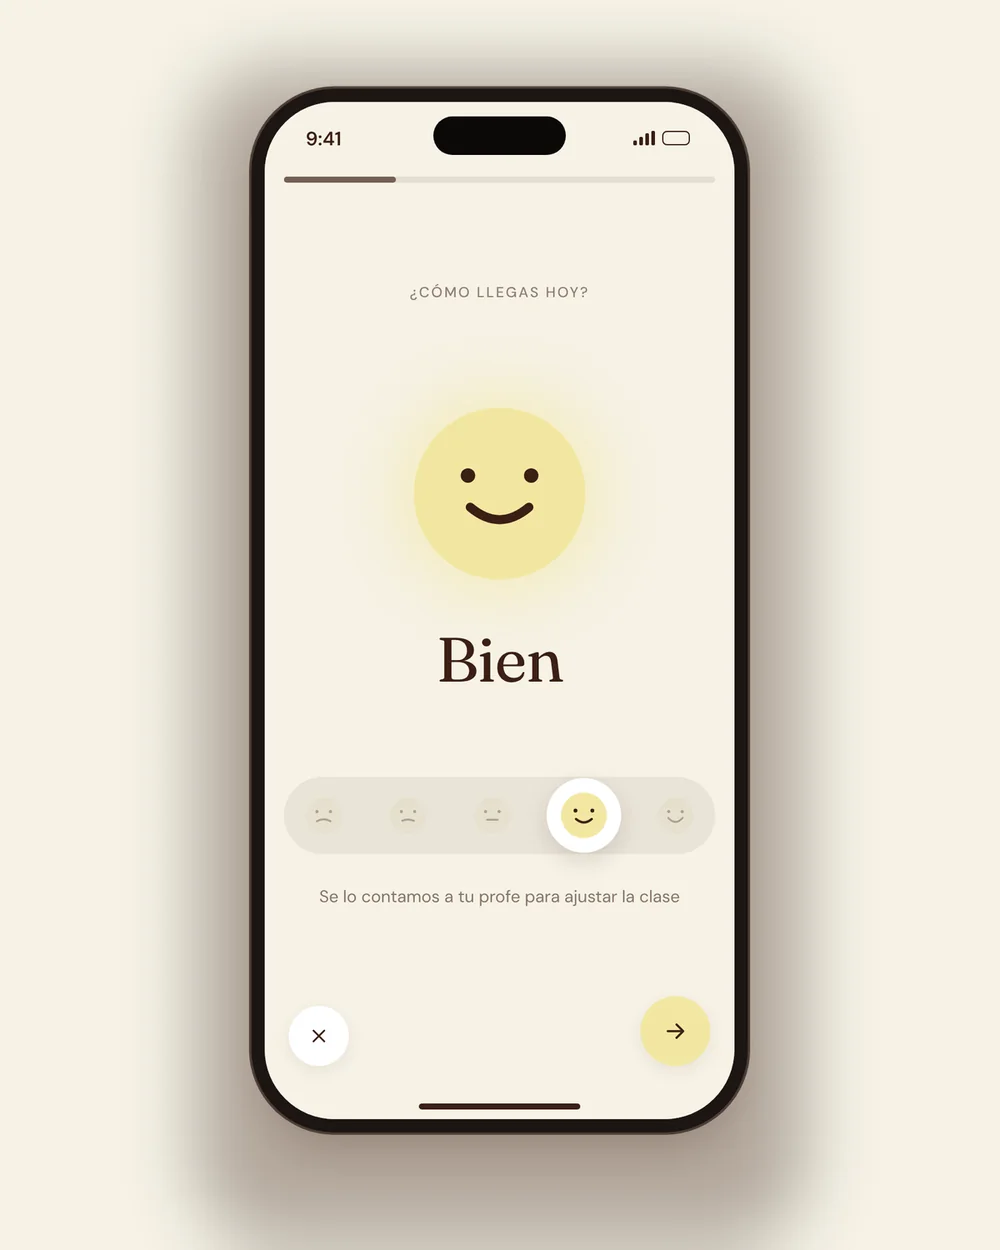 9:41
¿CÓMO LLEGAS HOY?
Bien
Se lo contamos a tu profe para ajustar la clase